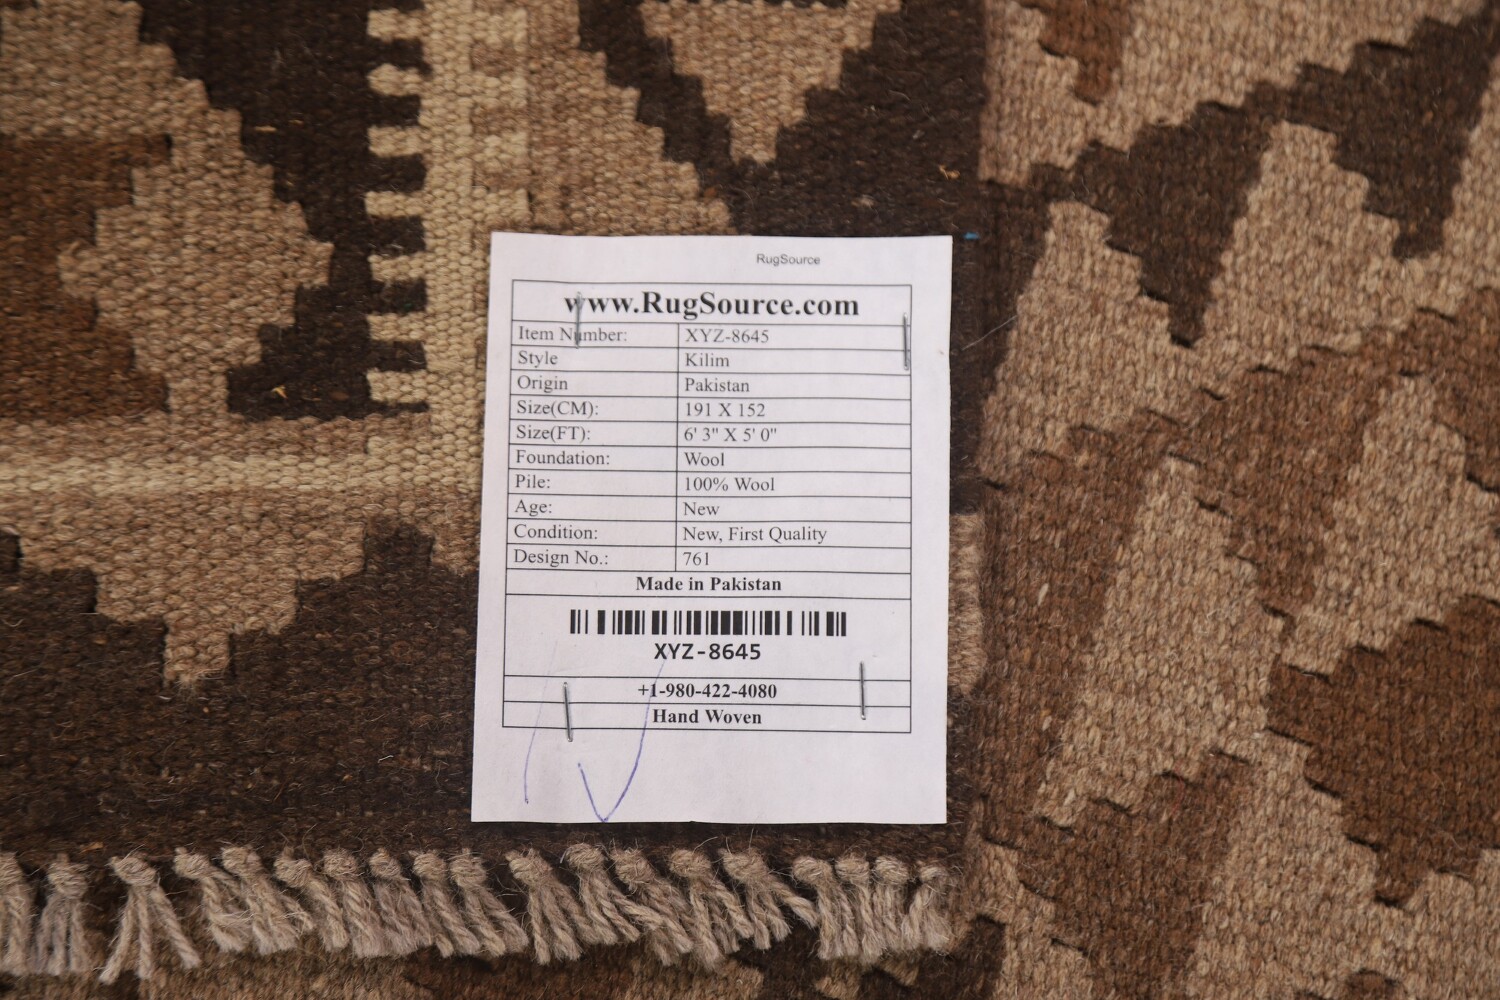 RugSource
www.RugSource.com
Item Number: XYZ-8645
Style Kilim
Origin Pakistan
Size(CM): 191 X 152
Size(FT): 6' 3" X 5' 0"
Foundation: Wool
Pile: 100% Wool
Age: New
Condition: New, First Quality
Design No.: 761
Made in Pakistan
XYZ-8645
+1-980-422-4080
Hand Woven